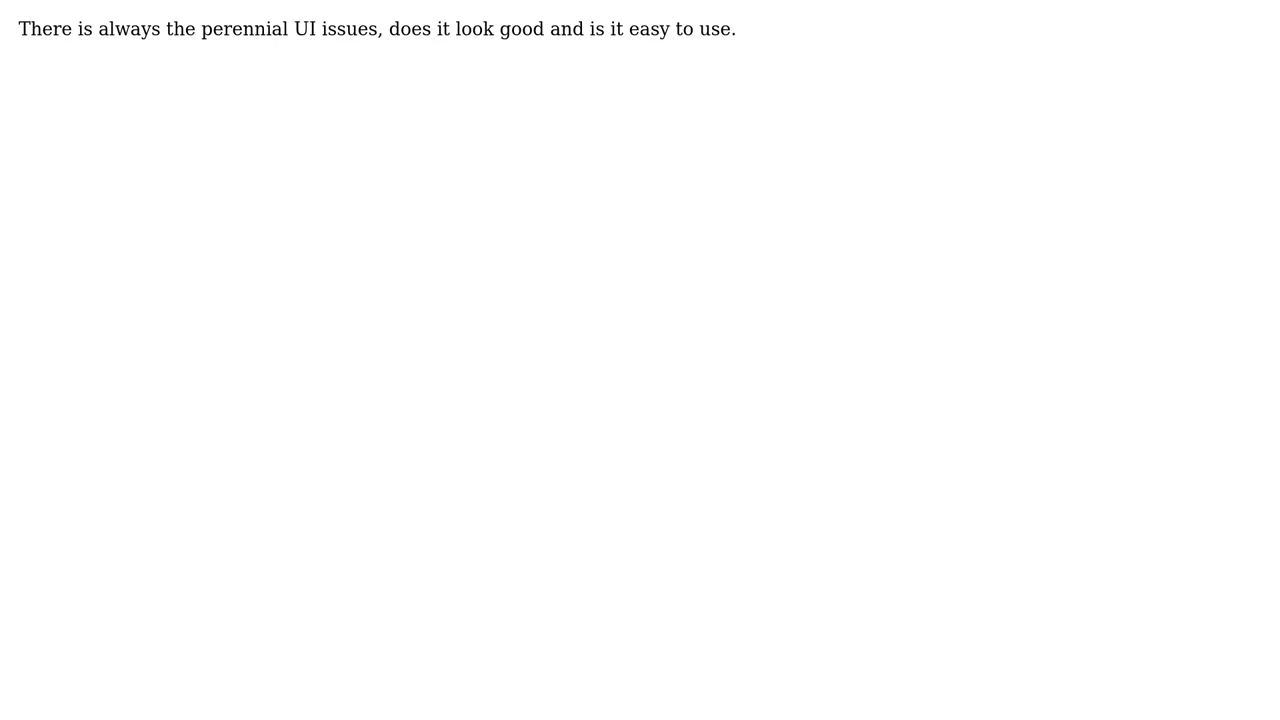 There is always the perennial UI issues, does it look good and is it easy to use.